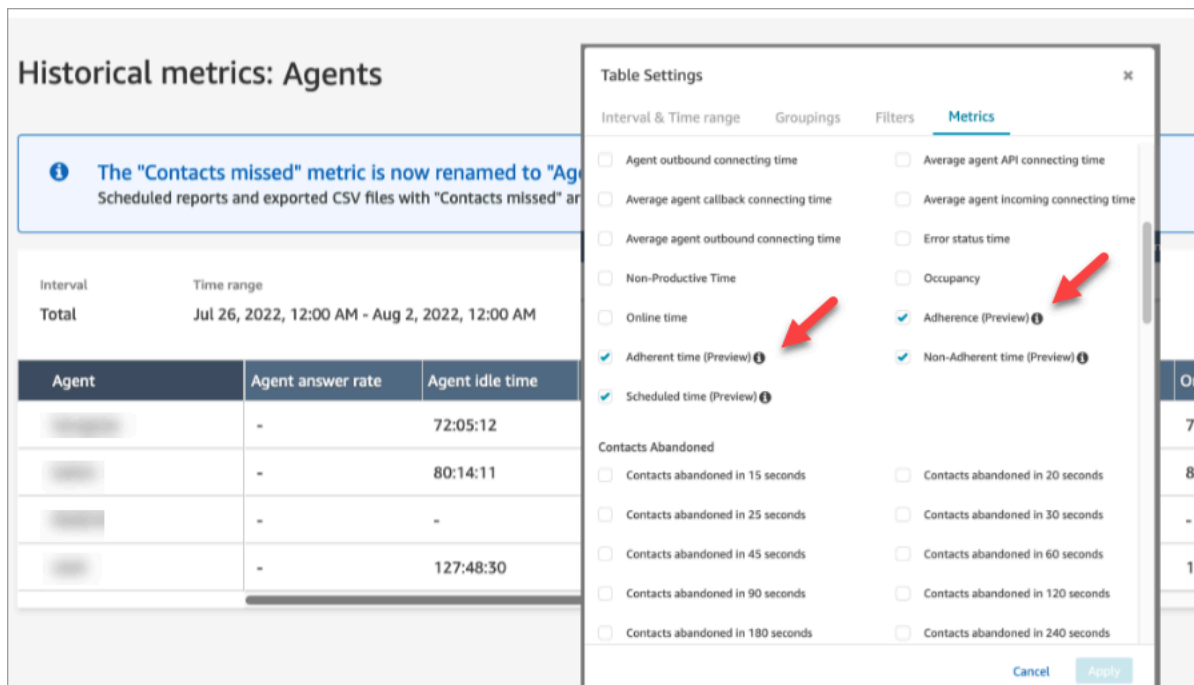 Historical metrics: Agents
The "Contacts missed" metric is now renamed to "Age
Scheduled reports and exported CSV files with "Contacts missed" ar
Interval
Time range
Total
Jul 26, 2022, 12:00 AM - Aug 2, 2022, 12:00 AM
Agent
Agent answer rate
Agent idle time
-
72:05:12
-
80:14:11
-
-
-
127:48:30
Table Settings
×
Interval & Time range
Groupings
Filters
Metrics
Agent outbound connecting time
Average agent API connecting time
Average agent callback connecting time
Average agent incoming connecting time
Average agent outbound connecting time
Error status time
Non-Productive Time
Occupancy
Online time
Adherence (Preview)
Adherent time (Preview)
Non-Adherent time (Preview)
Scheduled time (Preview)
Contacts Abandoned
Contacts abandoned in 15 seconds
Contacts abandoned in 20 seconds
Contacts abandoned in 25 seconds
Contacts abandoned in 30 seconds
Contacts abandoned in 45 seconds
Contacts abandoned in 60 seconds
Contacts abandoned in 90 seconds
Contacts abandoned in 120 seconds
Contacts abandoned in 180 seconds
Contacts abandoned in 240 seconds
Cancel
Apply